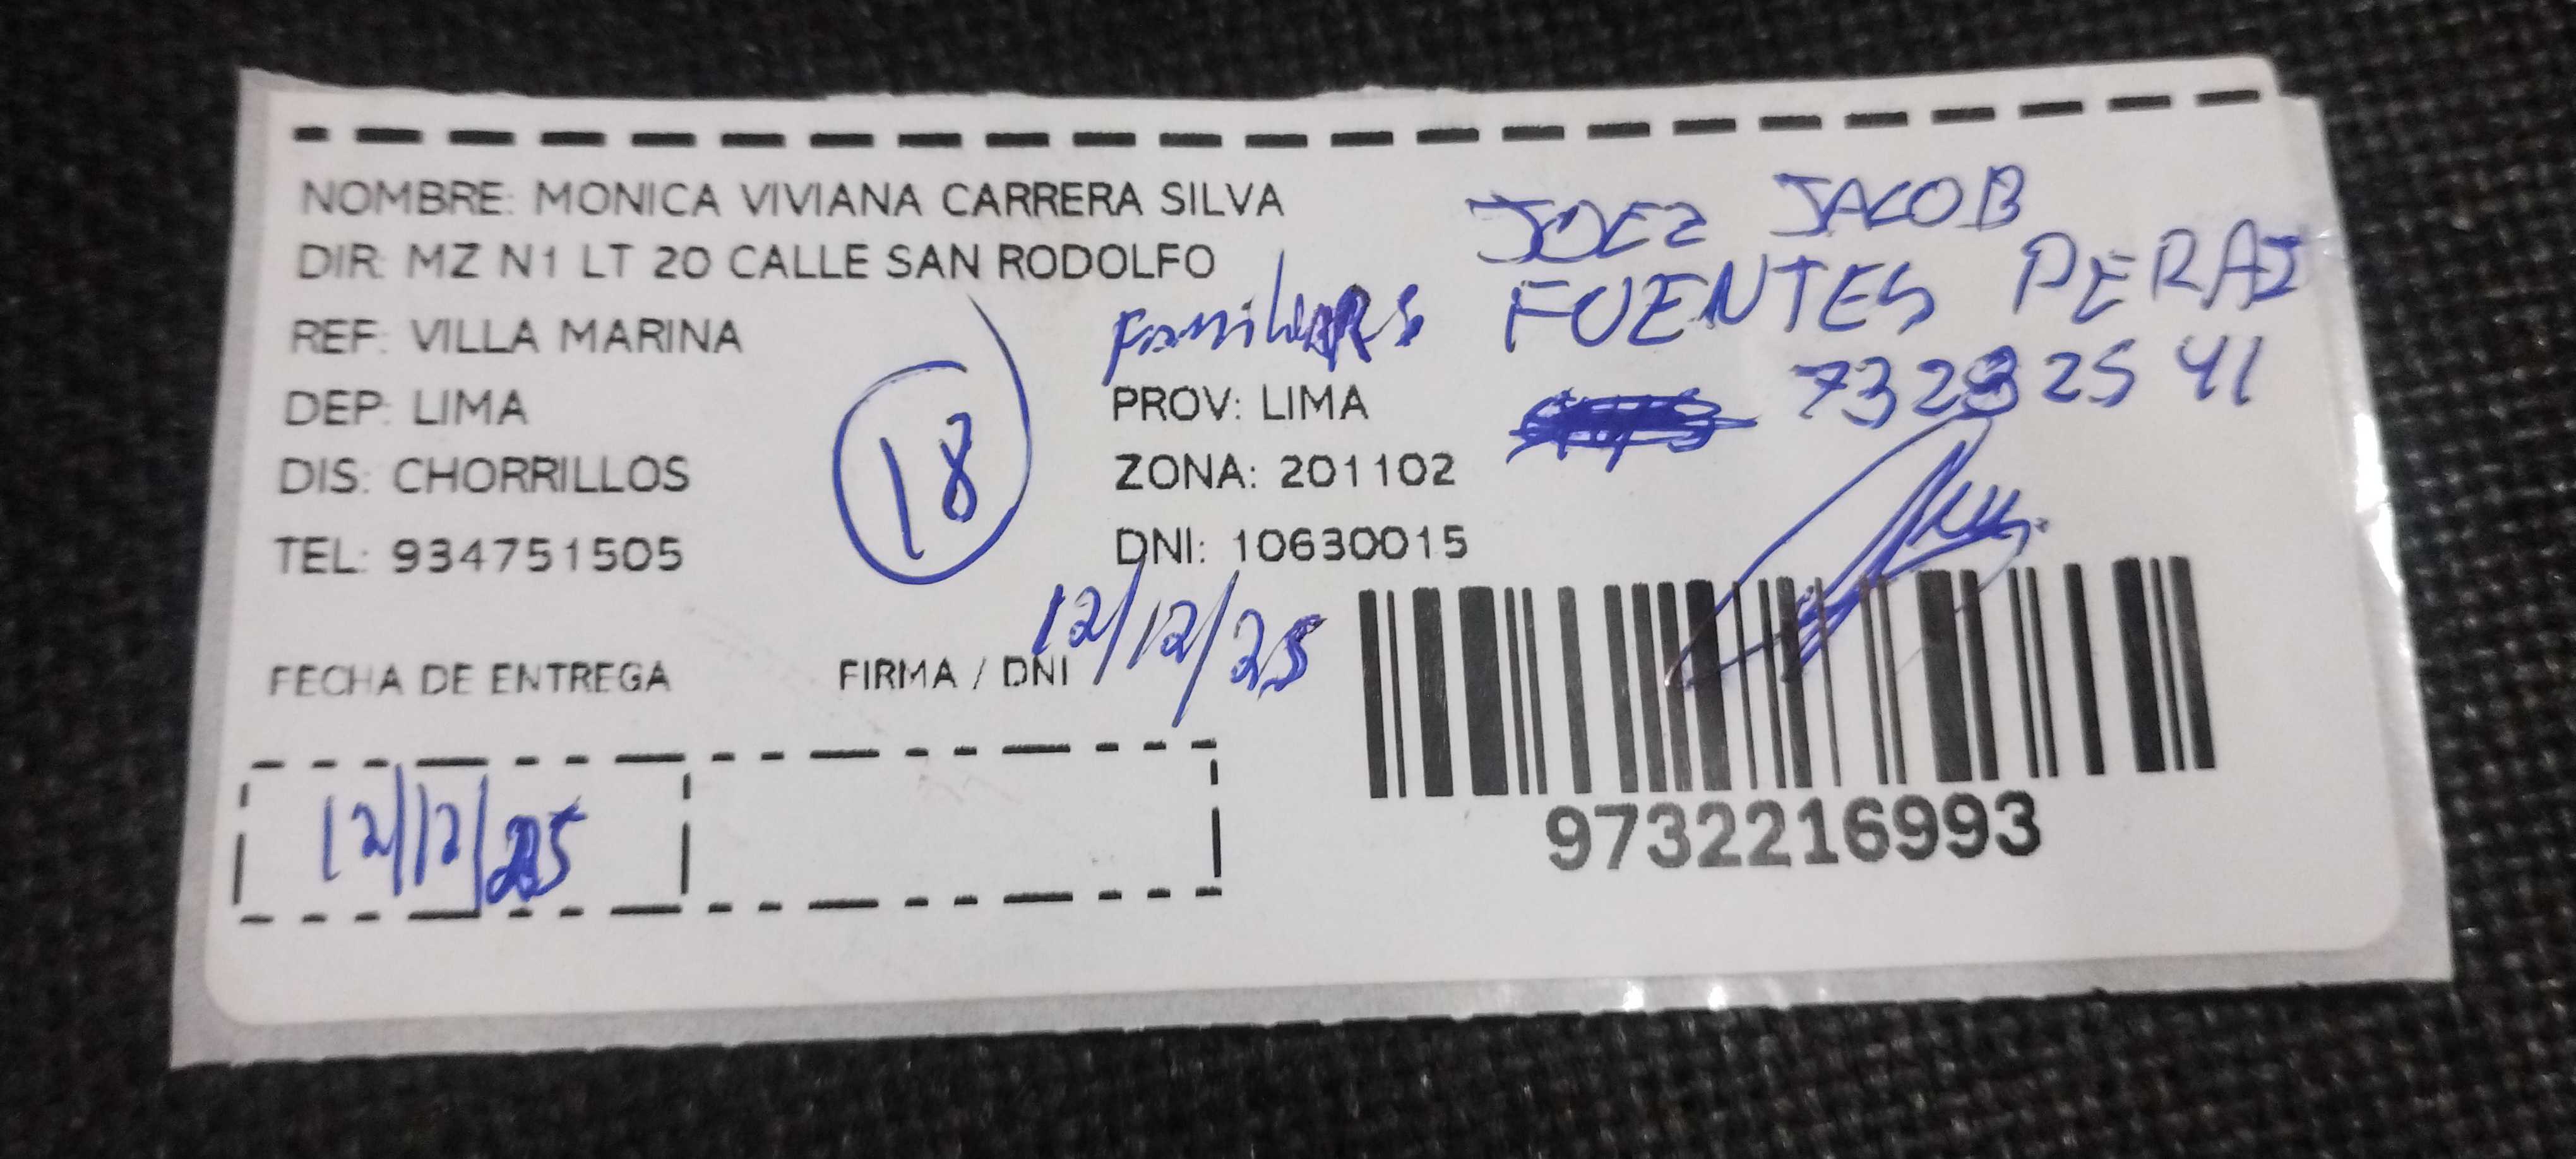 NOMBRE: MONICA VIVIANA CARRERA SILVA
JOEZ JACOB
DIR: MZ N1 LT 20 CALLE SAN RODOLFO
FUENTES PERAZ
REF: VILLA MARINA
DEP: LIMA
PROV: LIMA
DIS: CHORRILLOS
18
ZONA: 201102
TEL: 934751505
DNI: 10630015
12/12/25
FECHA DE ENTREGA
FIRMA / DNI
12/12/25
9732216993